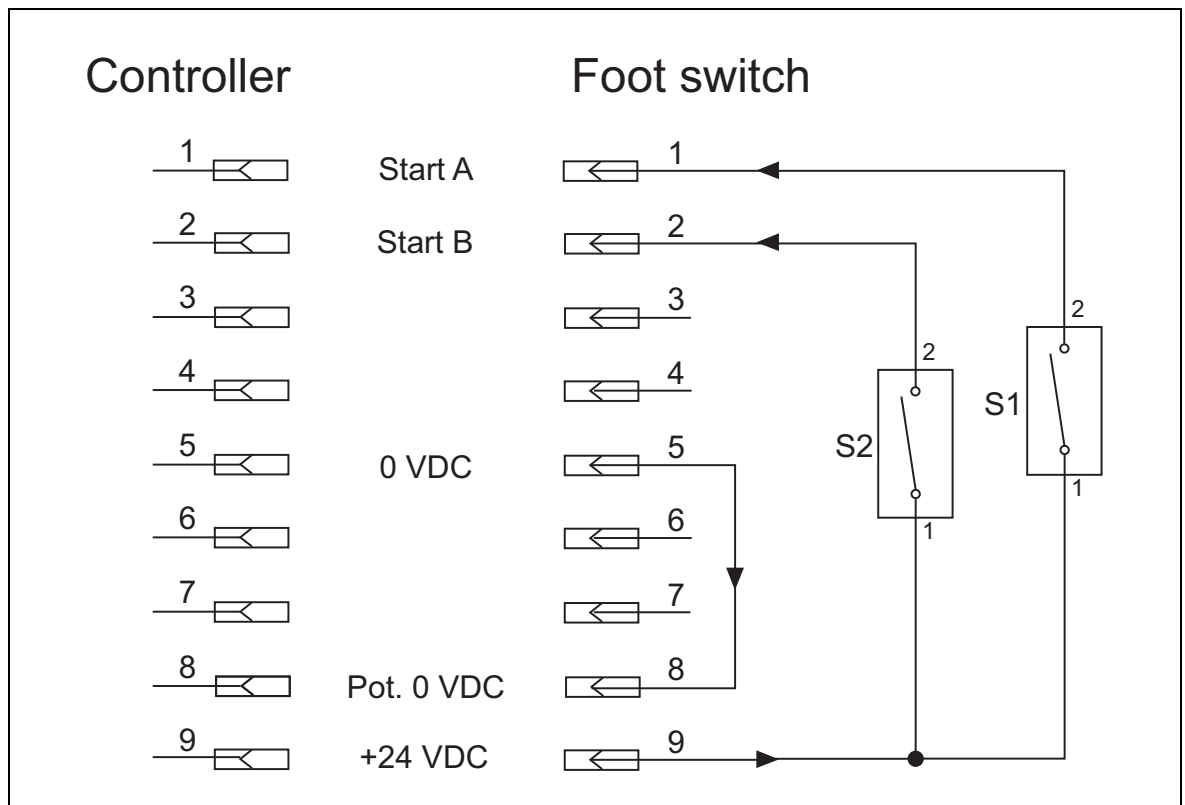 Controller Foot switch
1 Start A 1
2 Start B 2
3 3
2
4 4
2
S1
S2
5 0 VDC 5
1
6 6
1
7 7
8 Pot. 0 VDC 8
9 +24 VDC 9